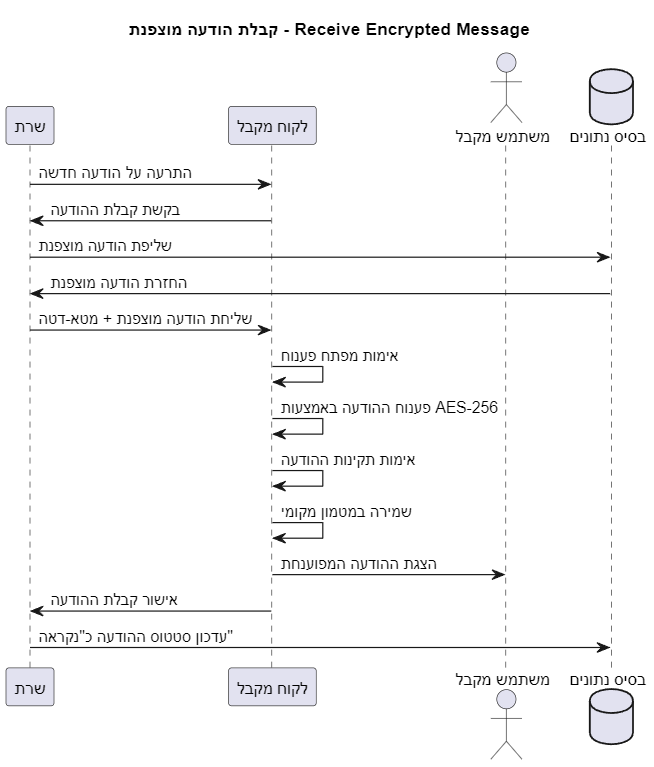 קבלת הודעה מוצפנת - Receive Encrypted Message
שרת
לקוח מקבל
משתמש מקבל
בסיס נתונים
התרעה על הודעה חדשה
בקשת קבלת ההודעה
שליפת הודעה מוצפנת
החזרת הודעה מוצפנת
שליחת הודעה מוצפנת + מטא-דטה
אימות מפתח פענוח
פענוח ההודעה באמצעות AES-256
אימות תקינות ההודעה
שמירה במטמון מקומי
הצגת ההודעה המפוענחת
אישור קבלת ההודעה
עדכון סטטוס ההודעה כ"נקראה"
שרת
לקוח מקבל
משתמש מקבל
בסיס נתונים